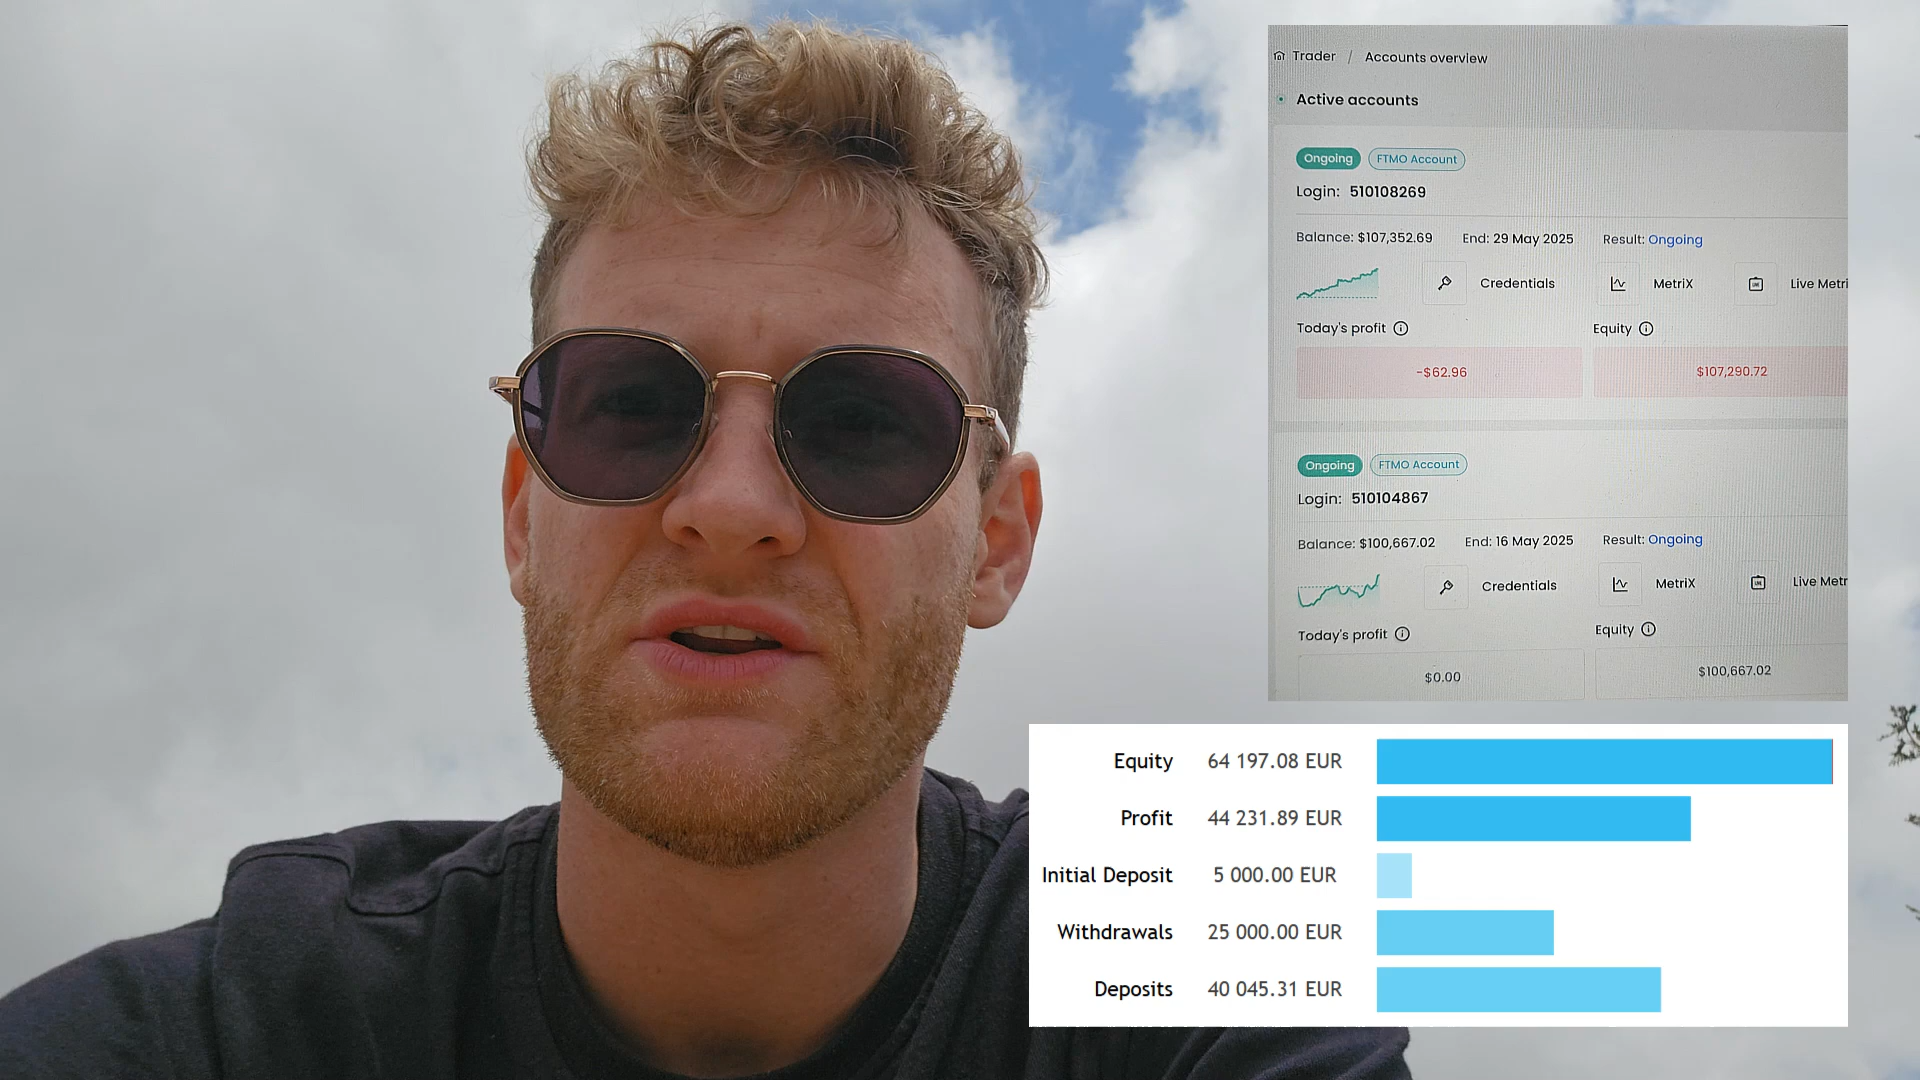 Trader / Accounts overview
Active accounts
Ongoing FTMO Account
Login: 510108269
Balance: $107,352.69 End: 29 May 2025 Result: Ongoing
Credentials MetriX Live Metri
Today's profit Equity
-$62.96 $107,290.72
Ongoing FTMO Account
Login: 510104867
Balance: $100,667.02 End: 16 May 2025 Result: Ongoing
Credentials MetriX Live Metr
Today's profit Equity
$0.00 $100,667.02
Equity 64 197.08 EUR
Profit 44 231.89 EUR
Initial Deposit 5 000.00 EUR
Withdrawals 25 000.00 EUR
Deposits 40 045.31 EUR